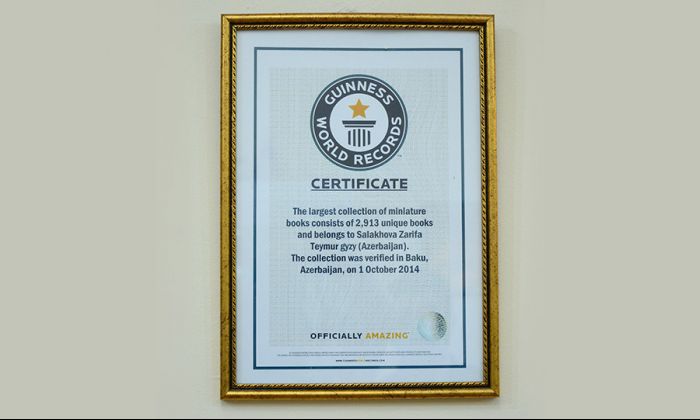 GUINNESS
WORLD RECORDS
CERTIFICATE
The largest collection of miniature
books consists of 2,913 unique books
and belongs to Salakhova Zarifa
Teymur gyzy (Azerbaijan).
The collection was verified in Baku,
Azerbaijan, on 1 October 2014
OFFICIALLY AMAZING